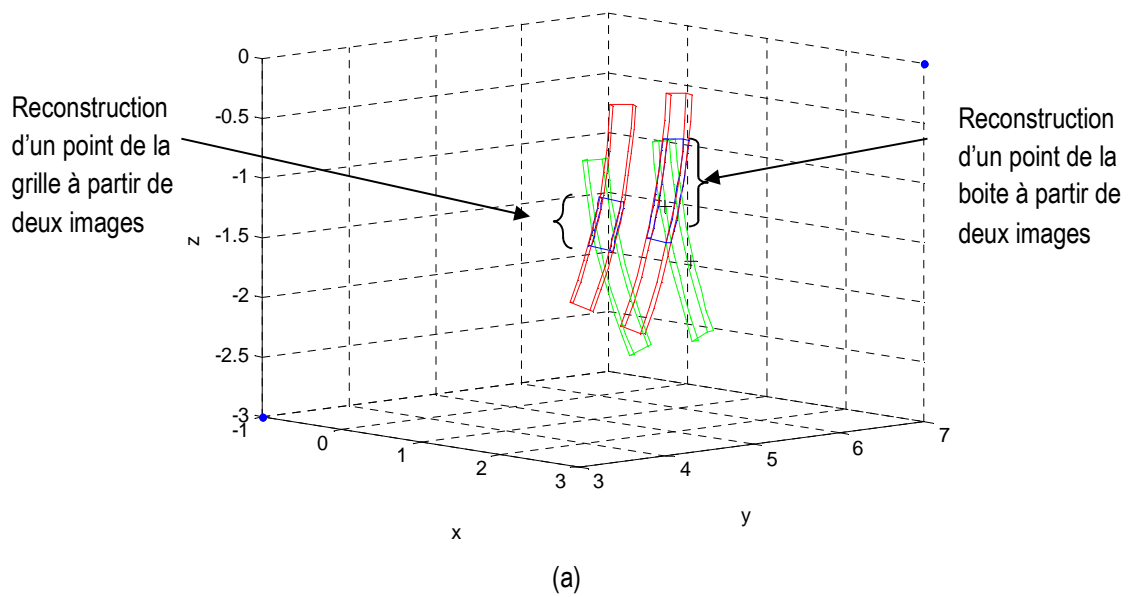 Reconstruction
d'un point de la
grille à partir de
deux images
Reconstruction
d'un point de la
boite à partir de
deux images
0
-0.5
-1
-1.5
-2
-2.5
-3
z
-1
0
1
2
3
x
3
4
5
6
7
y
(a)